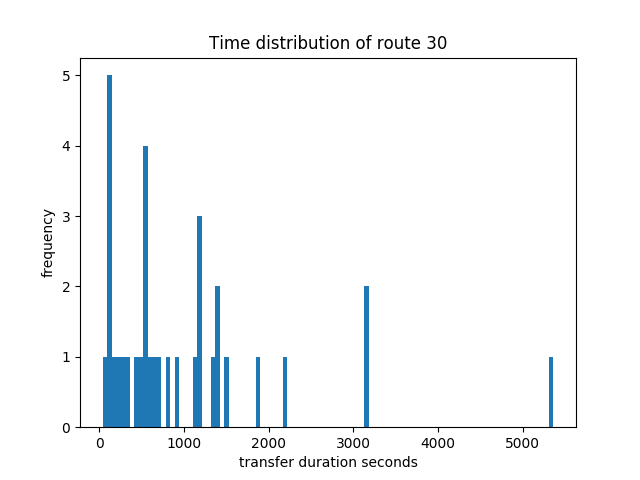 Time distribution of route 30
5
4
3
2
1
0
frequency
0 1000 2000 3000 4000 5000
transfer duration seconds